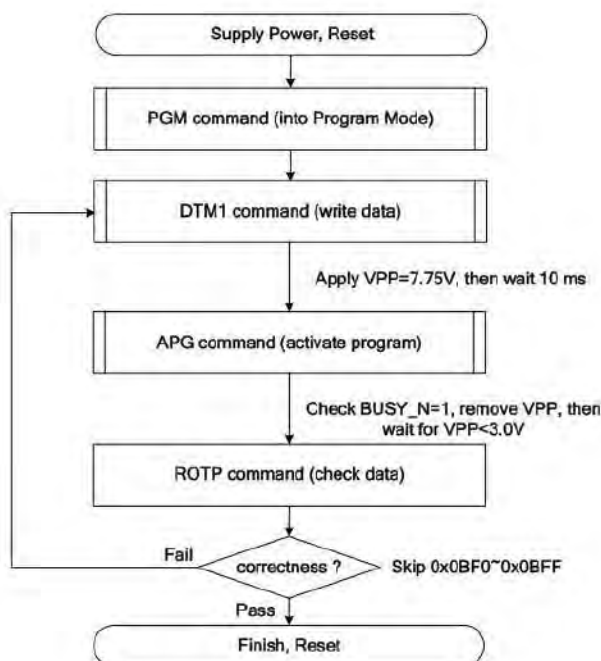 Supply Power, Reset
PGM command (into Program Mode)
DTM1 command (write data)
Apply VPP=7.75V, then wait 10 ms
APG command (activate program)
Check BUSY_N=1, remove VPP, then
wait for VPP<3.0V
ROTP command (check data)
Fail
correctness ?
Skip 0x0BF0~0x0BFF
Pass
Finish, Reset